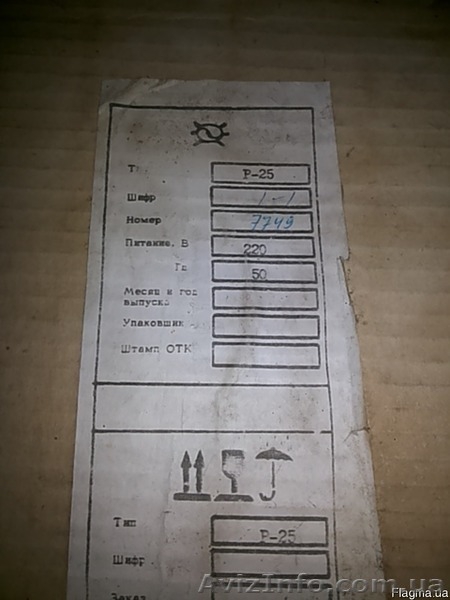 Р-25
Шифр 1-1
Номер 7749
Питание, В 220
Гц 50
Месяц и год
выпуска
Упаковщик
Штамп ОТК
Тип Р-25
Шифр
Заказ
AvizInfo.com.ua
Flagma.ua